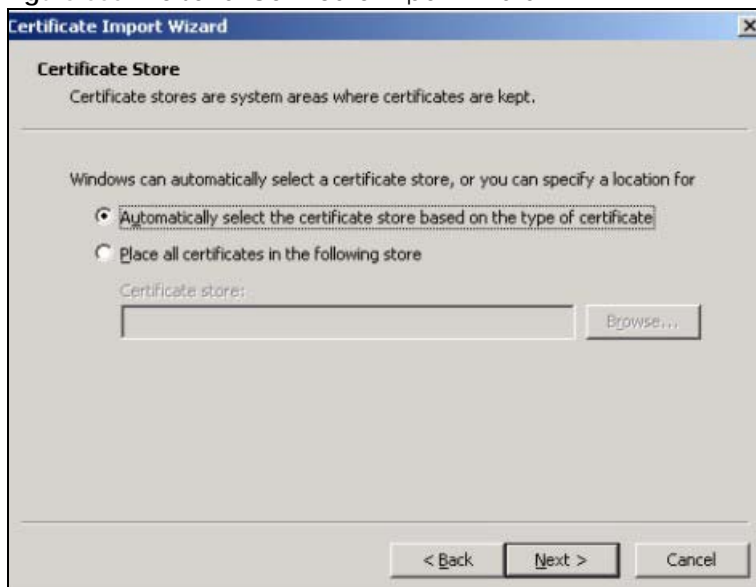 Certificate Import Wizard
Certificate Store
Certificate stores are system areas where certificates are kept.
Windows can automatically select a certificate store, or you can specify a location for
Automatically select the certificate store based on the type of certificate
Place all certificates in the following store
Certificate store:
Browse...
< Back
Next >
Cancel